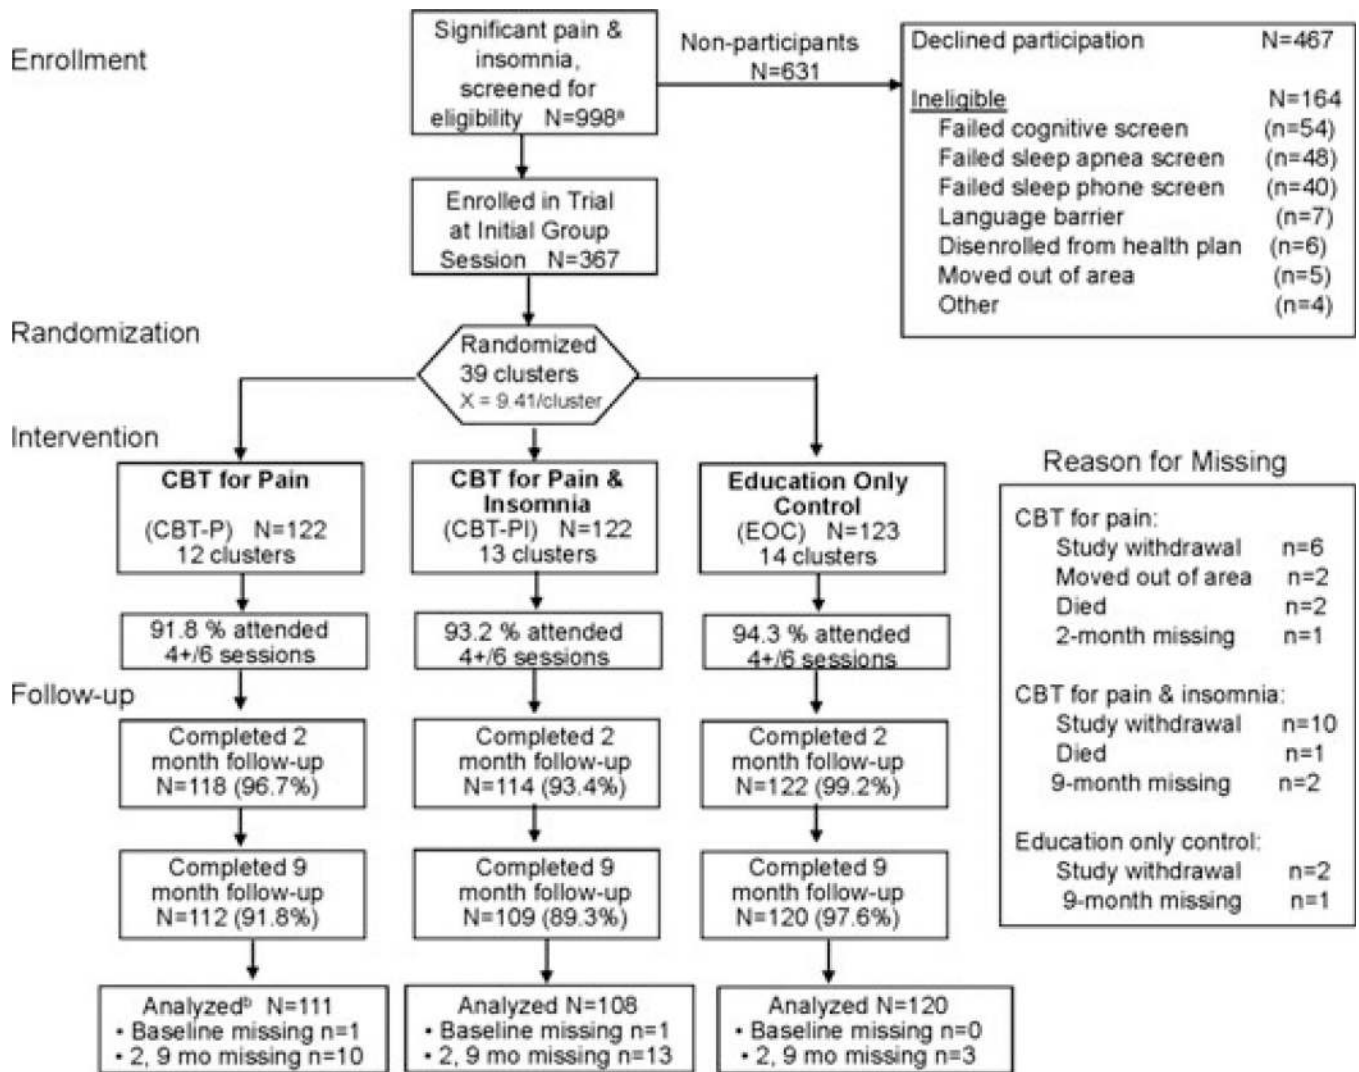 Enrollment
Significant pain &
insomnia,
screened for
eligibility N=998ª
Non-participants
N=631
Declined participation N=467
Ineligible N=164
Failed cognitive screen (n=54)
Failed sleep apnea screen (n=48)
Failed sleep phone screen (n=40)
Language barrier (n=7)
Disenrolled from health plan (n=6)
Moved out of area (n=5)
Other (n=4)
Enrolled in Trial
at Initial Group
Session N=367
Randomization
Randomized
39 clusters
X = 9.41/cluster
Intervention
CBT for Pain
(CBT-P) N=122
12 clusters
CBT for Pain &
Insomnia
(CBT-PI) N=122
13 clusters
Education Only
Control
(EOC) N=123
14 clusters
91.8 % attended
4+/6 sessions
93.2 % attended
4+/6 sessions
94.3 % attended
4+/6 sessions
Follow-up
Completed 2
month follow-up
N=118 (96.7%)
Completed 2
month follow-up
N=114 (93.4%)
Completed 2
month follow-up
N=122 (99.2%)
Completed 9
month follow-up
N=112 (91.8%)
Completed 9
month follow-up
N=109 (89.3%)
Completed 9
month follow-up
N=120 (97.6%)
Analyzedᵇ N=111
• Baseline missing n=1
• 2, 9 mo missing n=10
Analyzed N=108
• Baseline missing n=1
• 2, 9 mo missing n=13
Analyzed N=120
• Baseline missing n=0
• 2, 9 mo missing n=3
Reason for Missing
CBT for pain:
Study withdrawal n=6
Moved out of area n=2
Died n=2
2-month missing n=1
CBT for pain & insomnia:
Study withdrawal n=10
Died n=1
9-month missing n=2
Education only control:
Study withdrawal n=2
9-month missing n=1